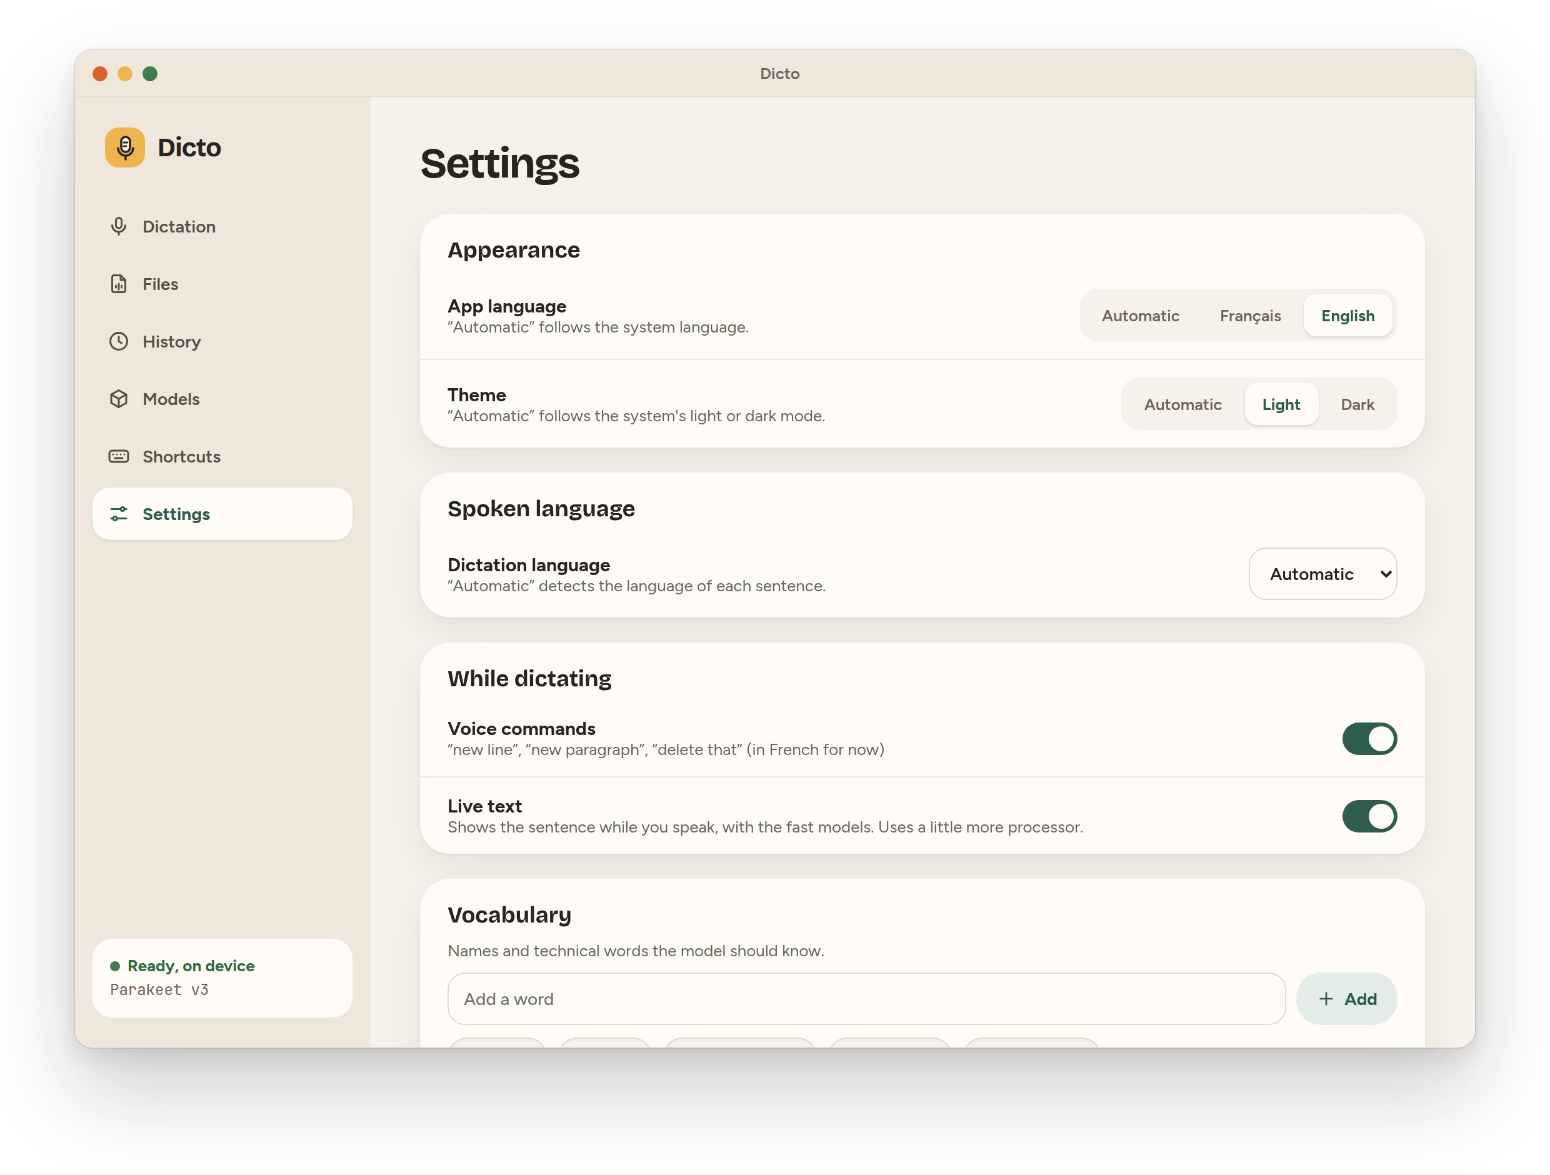 Dicto
Dicto
Dictation
Files
History
Models
Shortcuts
Settings
Ready, on device
Parakeet v3
Settings
Appearance
App language
“Automatic” follows the system language.
Automatic
Français
English
Theme
“Automatic” follows the system's light or dark mode.
Automatic
Light
Dark
Spoken language
Dictation language
“Automatic” detects the language of each sentence.
Automatic
While dictating
Voice commands
“new line”, “new paragraph”, “delete that” (in French for now)
Live text
Shows the sentence while you speak, with the fast models. Uses a little more processor.
Vocabulary
Names and technical words the model should know.
Add a word
Add